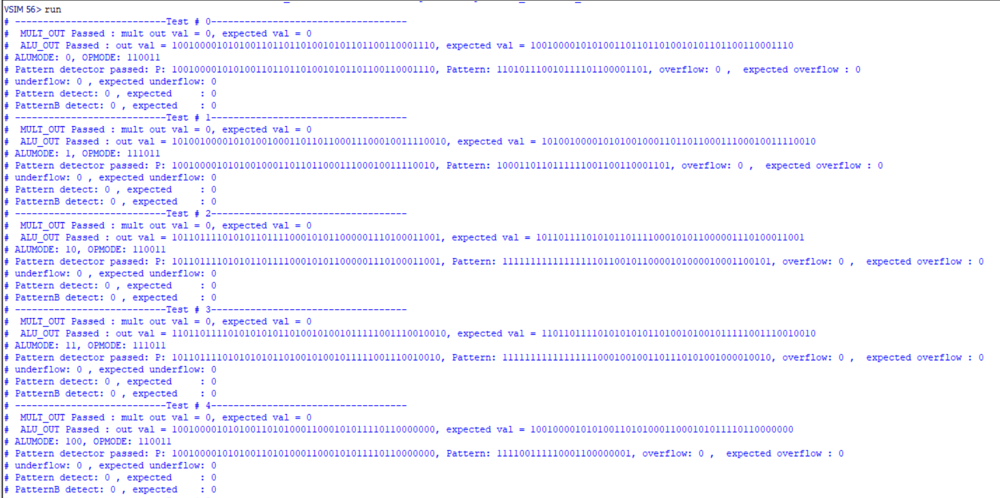 VSIM 56> run
# ---------------------------Test # 0-----------------------------------
#  MULT_OUT Passed : mult out val = 0, expected val = 0
#  ALU_OUT Passed : out val = 10010000101010011011011010010101101100110001110, expected val = 10010000101010011011011010010101101100110001110
# ALUMODE: 0, OPMODE: 110011
# Pattern detector passed: P: 10010000101010011011011010010101101100110001110, Pattern: 110101110010111101100001101, overflow: 0 ,  expected overflow : 0
# underflow: 0 , expected underflow: 0
# Pattern detect: 0 , expected    : 0
# PatternB detect: 0 , expected    : 0
# ---------------------------Test # 1-----------------------------------
#  MULT_OUT Passed : mult out val = 0, expected val = 0
#  ALU_OUT Passed : out val = 1010010000101010010001101101100011100010011110010, expected val = 1010010000101010010001101101100011100010011110010
# ALUMODE: 1, OPMODE: 111011
# Pattern detector passed: P: 10010000101010010001101101100011100010011110010, Pattern: 1000110110111111001100110001101, overflow: 0 ,  expected overflow : 0
# underflow: 0 , expected underflow: 0
# Pattern detect: 0 , expected    : 0
# PatternB detect: 0 , expected    : 0
# ---------------------------Test # 2-----------------------------------
#  MULT_OUT Passed : mult out val = 0, expected val = 0
#  ALU_OUT Passed : out val = 101101111010101101111000101011000001110100011001, expected val = 101101111010101101111000101011000001110100011001
# ALUMODE: 10, OPMODE: 110011
# Pattern detector passed: P: 101101111010101101111000101011000001110100011001, Pattern: 111111111111111110110010110000101000010001100101, overflow: 0 ,  expected overflow : 0
# underflow: 0 , expected underflow: 0
# Pattern detect: 0 , expected    : 0
# PatternB detect: 0 , expected    : 0
# ---------------------------Test # 3-----------------------------------
#  MULT_OUT Passed : mult out val = 0, expected val = 0
#  ALU_OUT Passed : out val = 1101101111010101010110100101001011111001110010010, expected val = 1101101111010101010110100101001011111001110010010
# ALUMODE: 11, OPMODE: 111011
# Pattern detector passed: P: 101101111010101010110100101001011111001110010010, Pattern: 111111111111111110001001001101110101001000010010, overflow: 0 ,  expected overflow : 0
# underflow: 0 , expected underflow: 0
# Pattern detect: 0 , expected    : 0
# PatternB detect: 0 , expected    : 0
# ---------------------------Test # 4-----------------------------------
#  MULT_OUT Passed : mult out val = 0, expected val = 0
#  ALU_OUT Passed : out val = 10010000101010011010100011000101011110110000000, expected val = 10010000101010011010100011000101011110110000000
# ALUMODE: 100, OPMODE: 110011
# Pattern detector passed: P: 10010000101010011010100011000101011110110000000, Pattern: 111100111110001100000001, overflow: 0 ,  expected overflow : 0
# underflow: 0 , expected underflow: 0
# Pattern detect: 0 , expected    : 0
# PatternB detect: 0 , expected    : 0